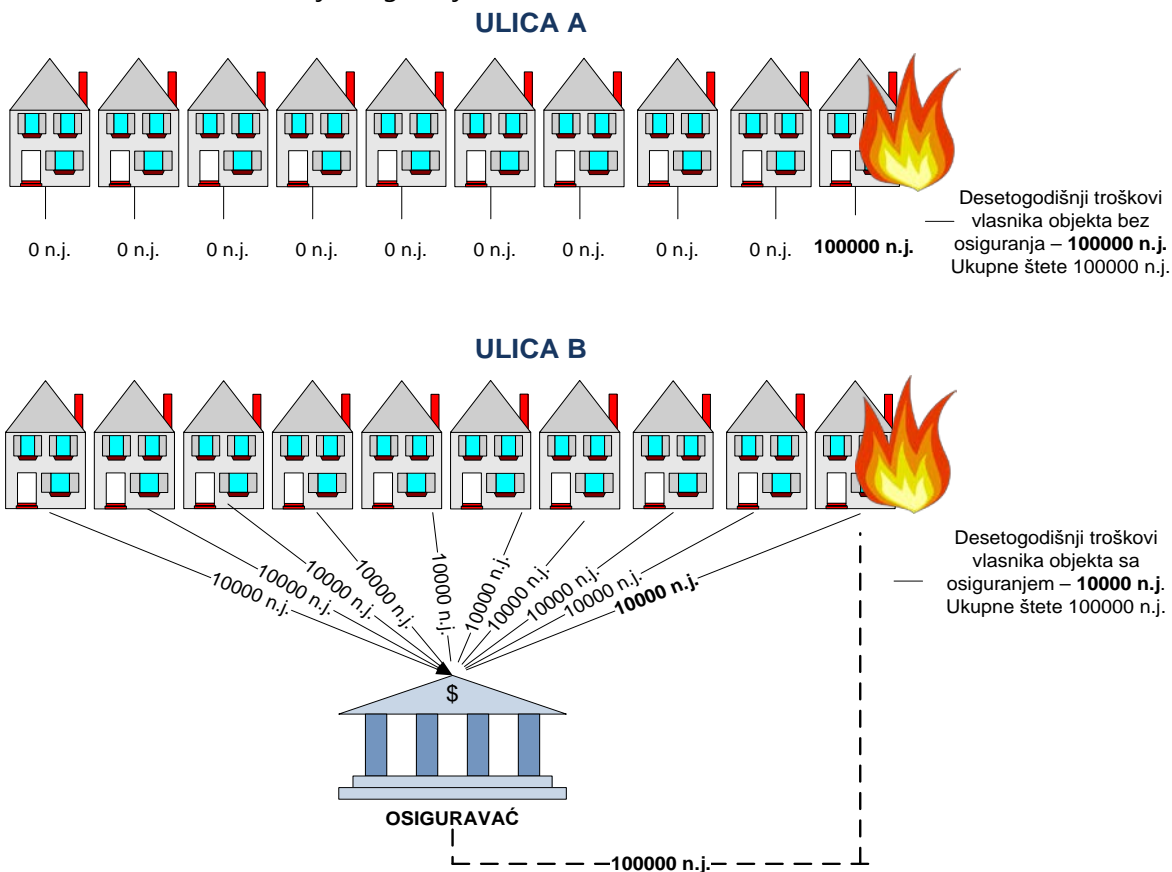 ULICA A
0 n.j.
0 n.j.
0 n.j.
0 n.j.
0 n.j.
0 n.j.
0 n.j.
0 n.j.
0 n.j.
100000 n.j.
Desetogodišnji troškovi
vlasnika objekta bez
osiguranja – 100000 n.j.
Ukupne štete 100000 n.j.
ULICA B
10000 n.j.
10000 n.j.
10000 n.j.
10000 n.j.
10000 n.j.
10000 n.j.
10000 n.j.
10000 n.j.
10000 n.j.
10000 n.j.
Desetogodišnji troškovi
vlasnika objekta sa
osiguranjem – 10000 n.j.
Ukupne štete 100000 n.j.
$
OSIGURAVAĆ
100000 n.j.